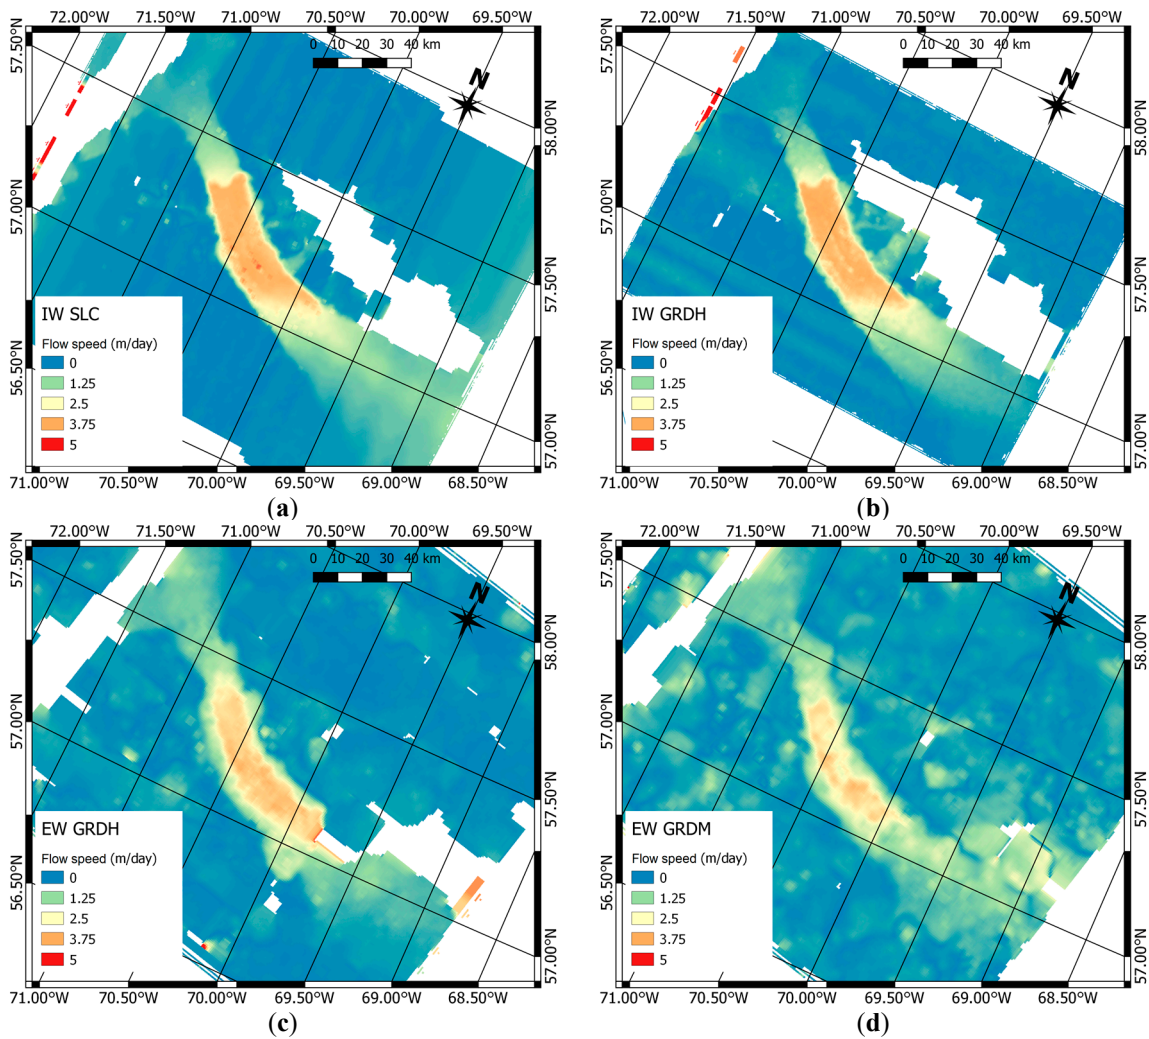 72.00°W 71.50°W 71.00°W 70.50°W 70.00°W 69.50°W
0 10 20 30 40 km
N
57.50°N
57.00°N
56.50°N
58.00°N
57.50°N
57.00°N
IW SLC
Flow speed (m/day)
0
1.25
2.5
3.75
5
71.00°W 70.50°W 70.00°W 69.50°W 69.00°W 68.50°W
(a)
72.00°W 71.50°W 71.00°W 70.50°W 70.00°W 69.50°W
0 10 20 30 40 km
N
57.50°N
57.00°N
56.50°N
58.00°N
57.50°N
57.00°N
IW GRDH
Flow speed (m/day)
0
1.25
2.5
3.75
5
71.00°W 70.50°W 70.00°W 69.50°W 69.00°W 68.50°W
(b)
72.00°W 71.50°W 71.00°W 70.50°W 70.00°W 69.50°W
0 10 20 30 40 km
N
57.50°N
57.00°N
56.50°N
58.00°N
57.50°N
57.00°N
EW GRDH
Flow speed (m/day)
0
1.25
2.5
3.75
5
71.00°W 70.50°W 70.00°W 69.50°W 69.00°W 68.50°W
(c)
72.00°W 71.50°W 71.00°W 70.50°W 70.00°W 69.50°W
0 10 20 30 40 km
N
57.50°N
57.00°N
56.50°N
58.00°N
57.50°N
57.00°N
EW GRDM
Flow speed (m/day)
0
1.25
2.5
3.75
5
71.00°W 70.50°W 70.00°W 69.50°W 69.00°W 68.50°W
(d)